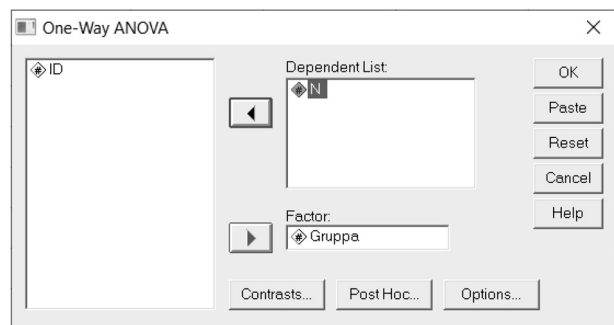 One-Way ANOVA
ID
Dependent List:
N
Factor:
Gruppa
OK
Paste
Reset
Cancel
Help
Contrasts...
Post Hoc...
Options...